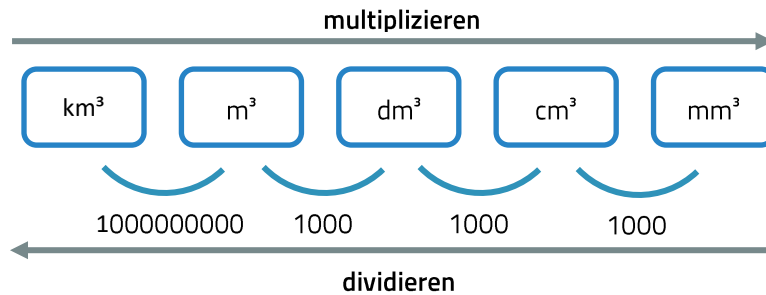 multiplizieren
km³ m³ dm³ cm³ mm³
1000000000 1000 1000 1000
dividieren